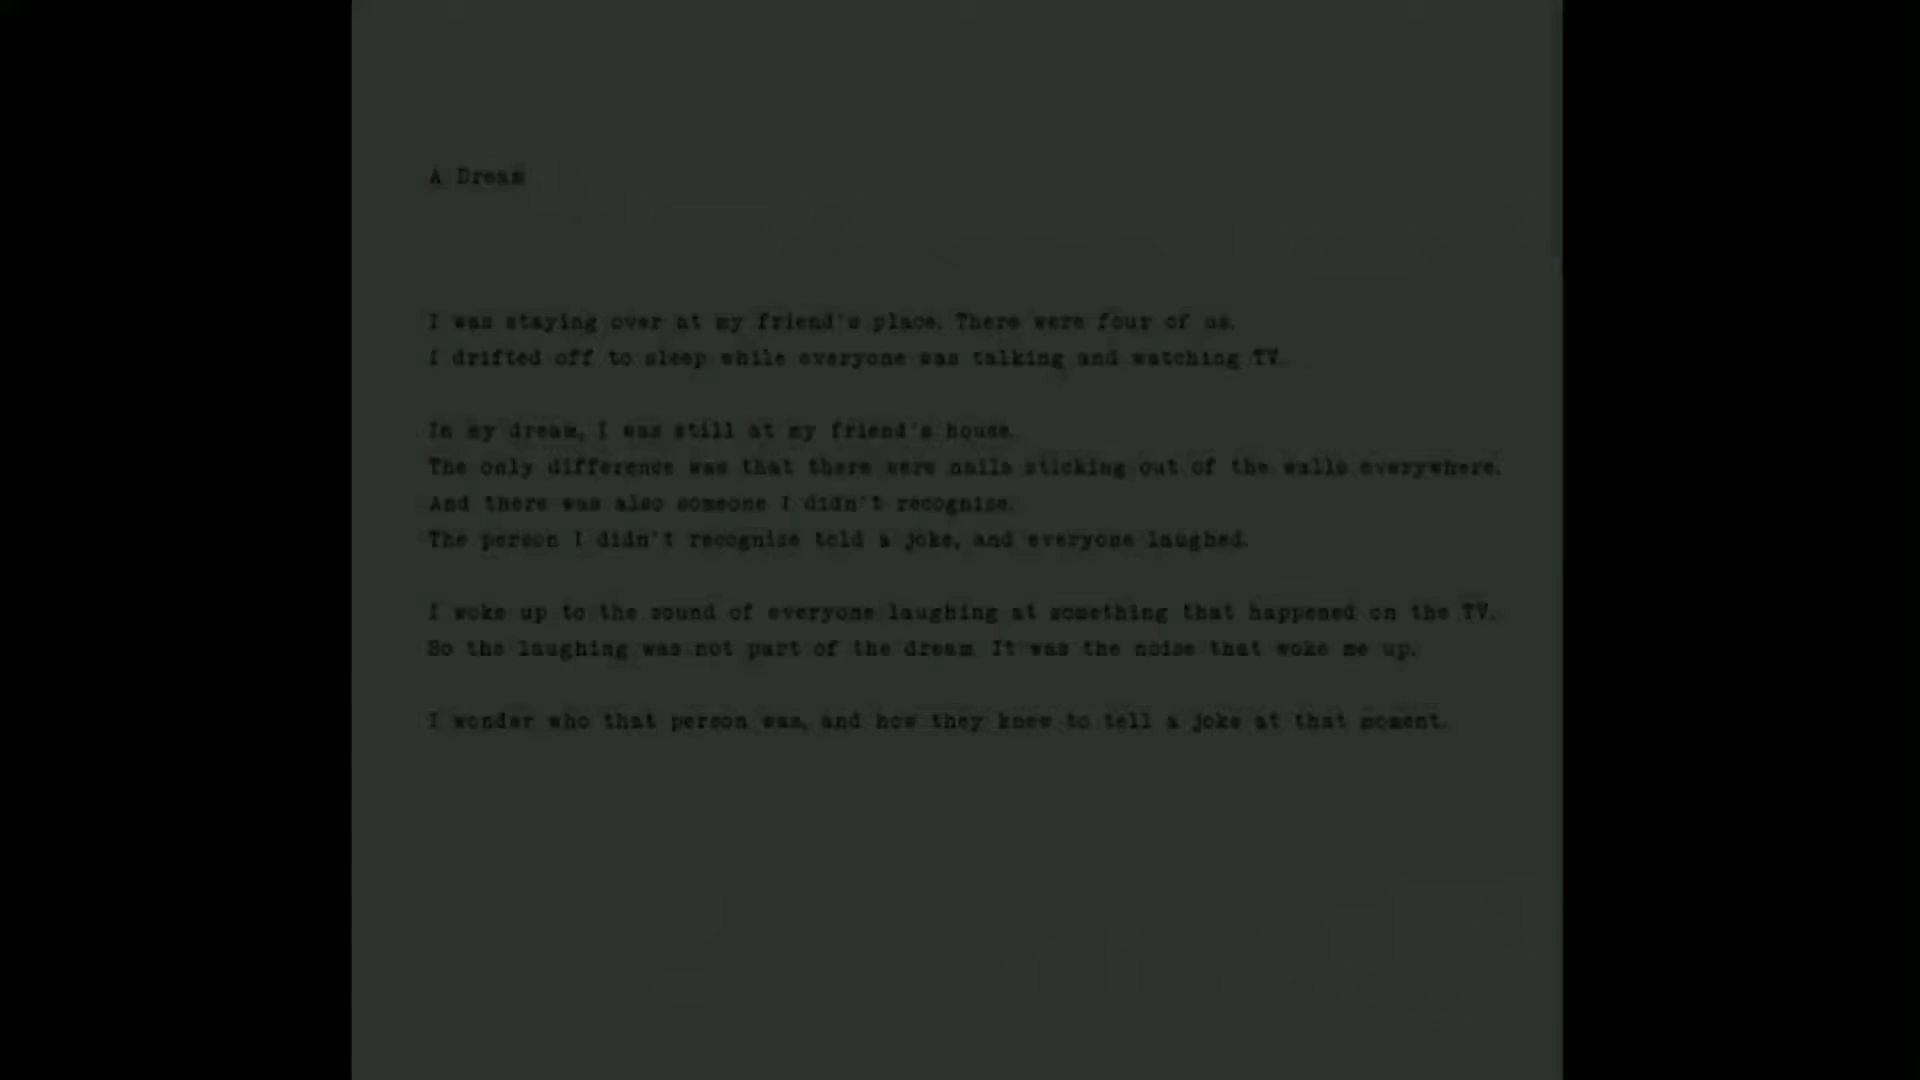 A Dream
I was staying over at my friend's place. There were four of us.
I drifted off to sleep while everyone was talking and watching TV.
In my dream, I was still at my friend's house.
The only difference was that there were nails sticking out of the walls everywhere.
And there was also someone I didn't recognise.
The person I didn't recognise told a joke, and everyone laughed.
I woke up to the sound of everyone laughing at something that happened on the TV.
So the laughing was not part of the dream. It was the noise that woke me up.
I wonder who that person was, and how they knew to tell a joke at that moment.